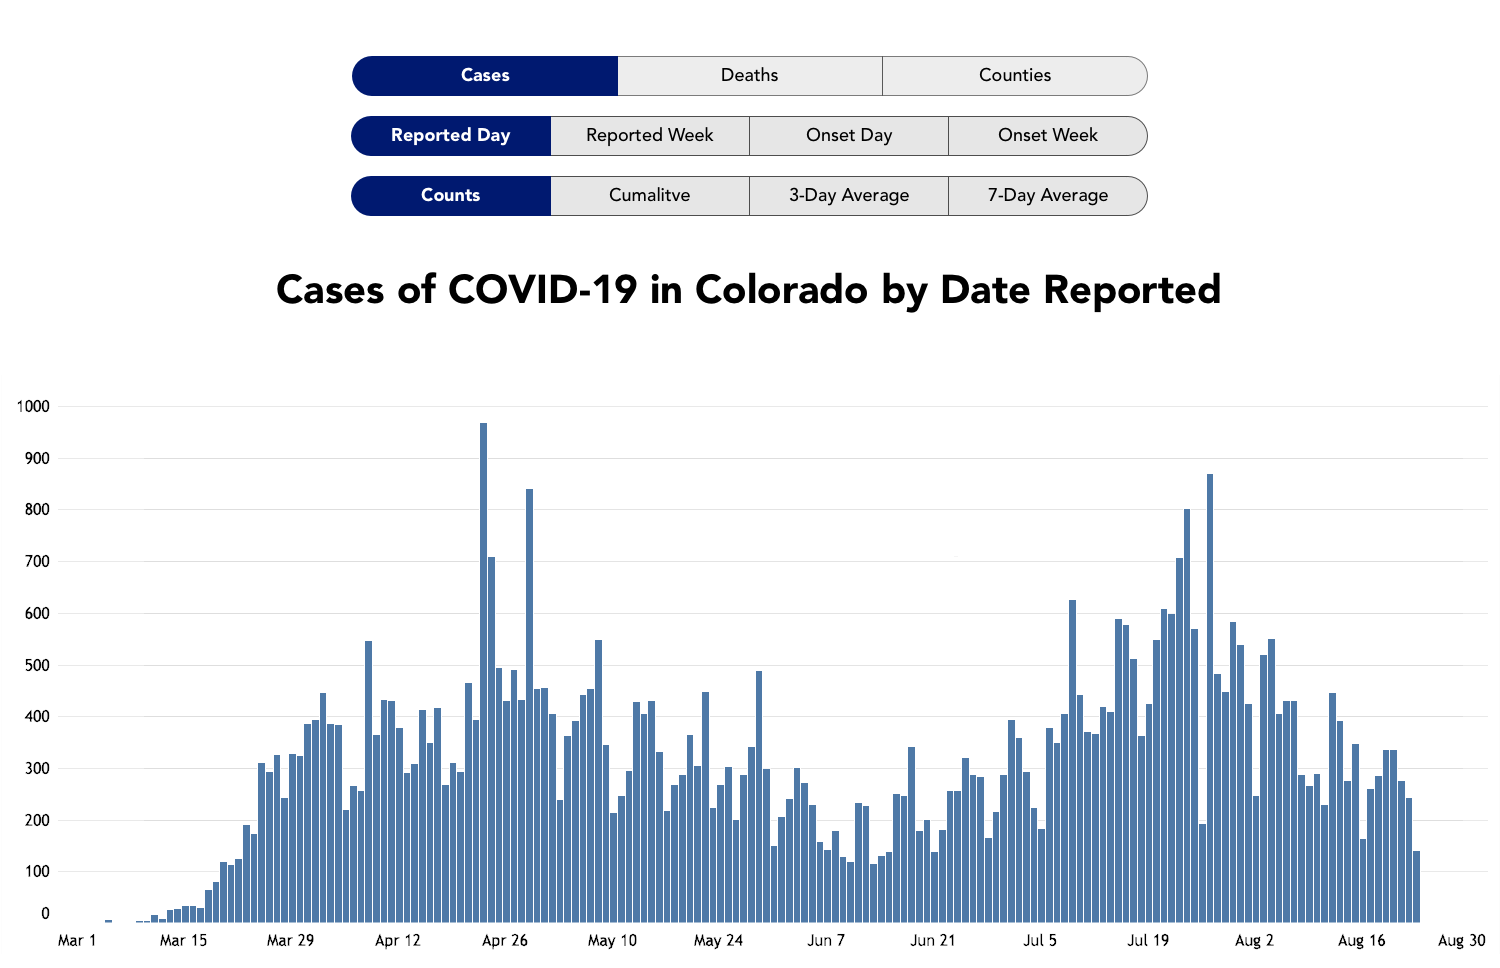 Cases Deaths Counties
Reported Day Reported Week Onset Day Onset Week
Counts Cumalitve 3-Day Average 7-Day Average
Cases of COVID-19 in Colorado by Date Reported
1000
900
800
700
600
500
400
300
200
100
0
Mar 1 Mar 15 Mar 29 Apr 12 Apr 26 May 10 May 24 Jun 7 Jun 21 Jul 5 Jul 19 Aug 2 Aug 16 Aug 30